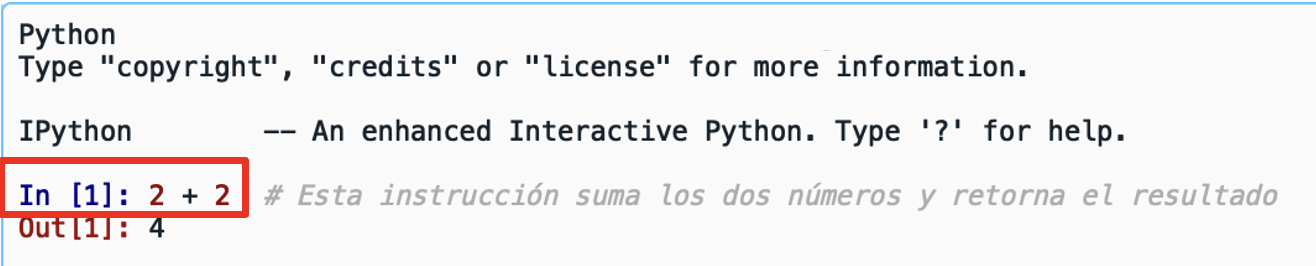 Python
Type "copyright", "credits" or "license" for more information.
IPython -- An enhanced Interactive Python. Type '?' for help.
In [1]: 2 + 2 # Esta instrucción suma los dos números y retorna el resultado
Out[1]: 4